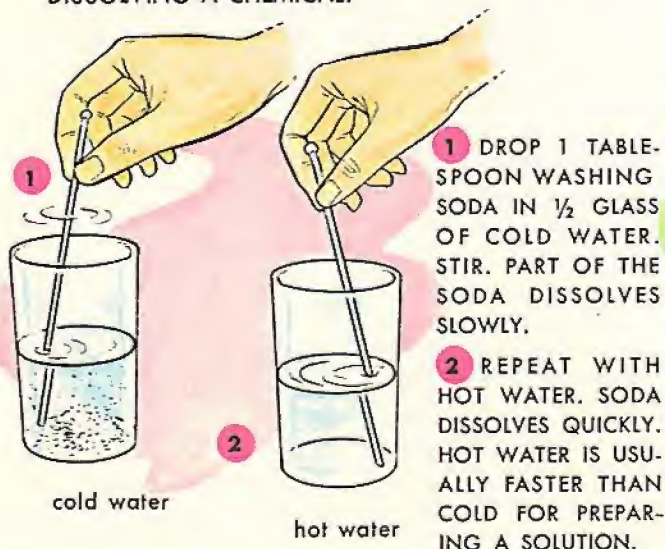 DISSOLVING A CHEMICAL.
1
1 DROP 1 TABLE-
SPOON WASHING
SODA IN ½ GLASS
OF COLD WATER.
STIR. PART OF THE
SODA DISSOLVES
SLOWLY.
2 REPEAT WITH
HOT WATER. SODA
DISSOLVES QUICKLY.
HOT WATER IS USU-
ALLY FASTER THAN
COLD FOR PREPAR-
ING A SOLUTION.
2
cold water
hot water